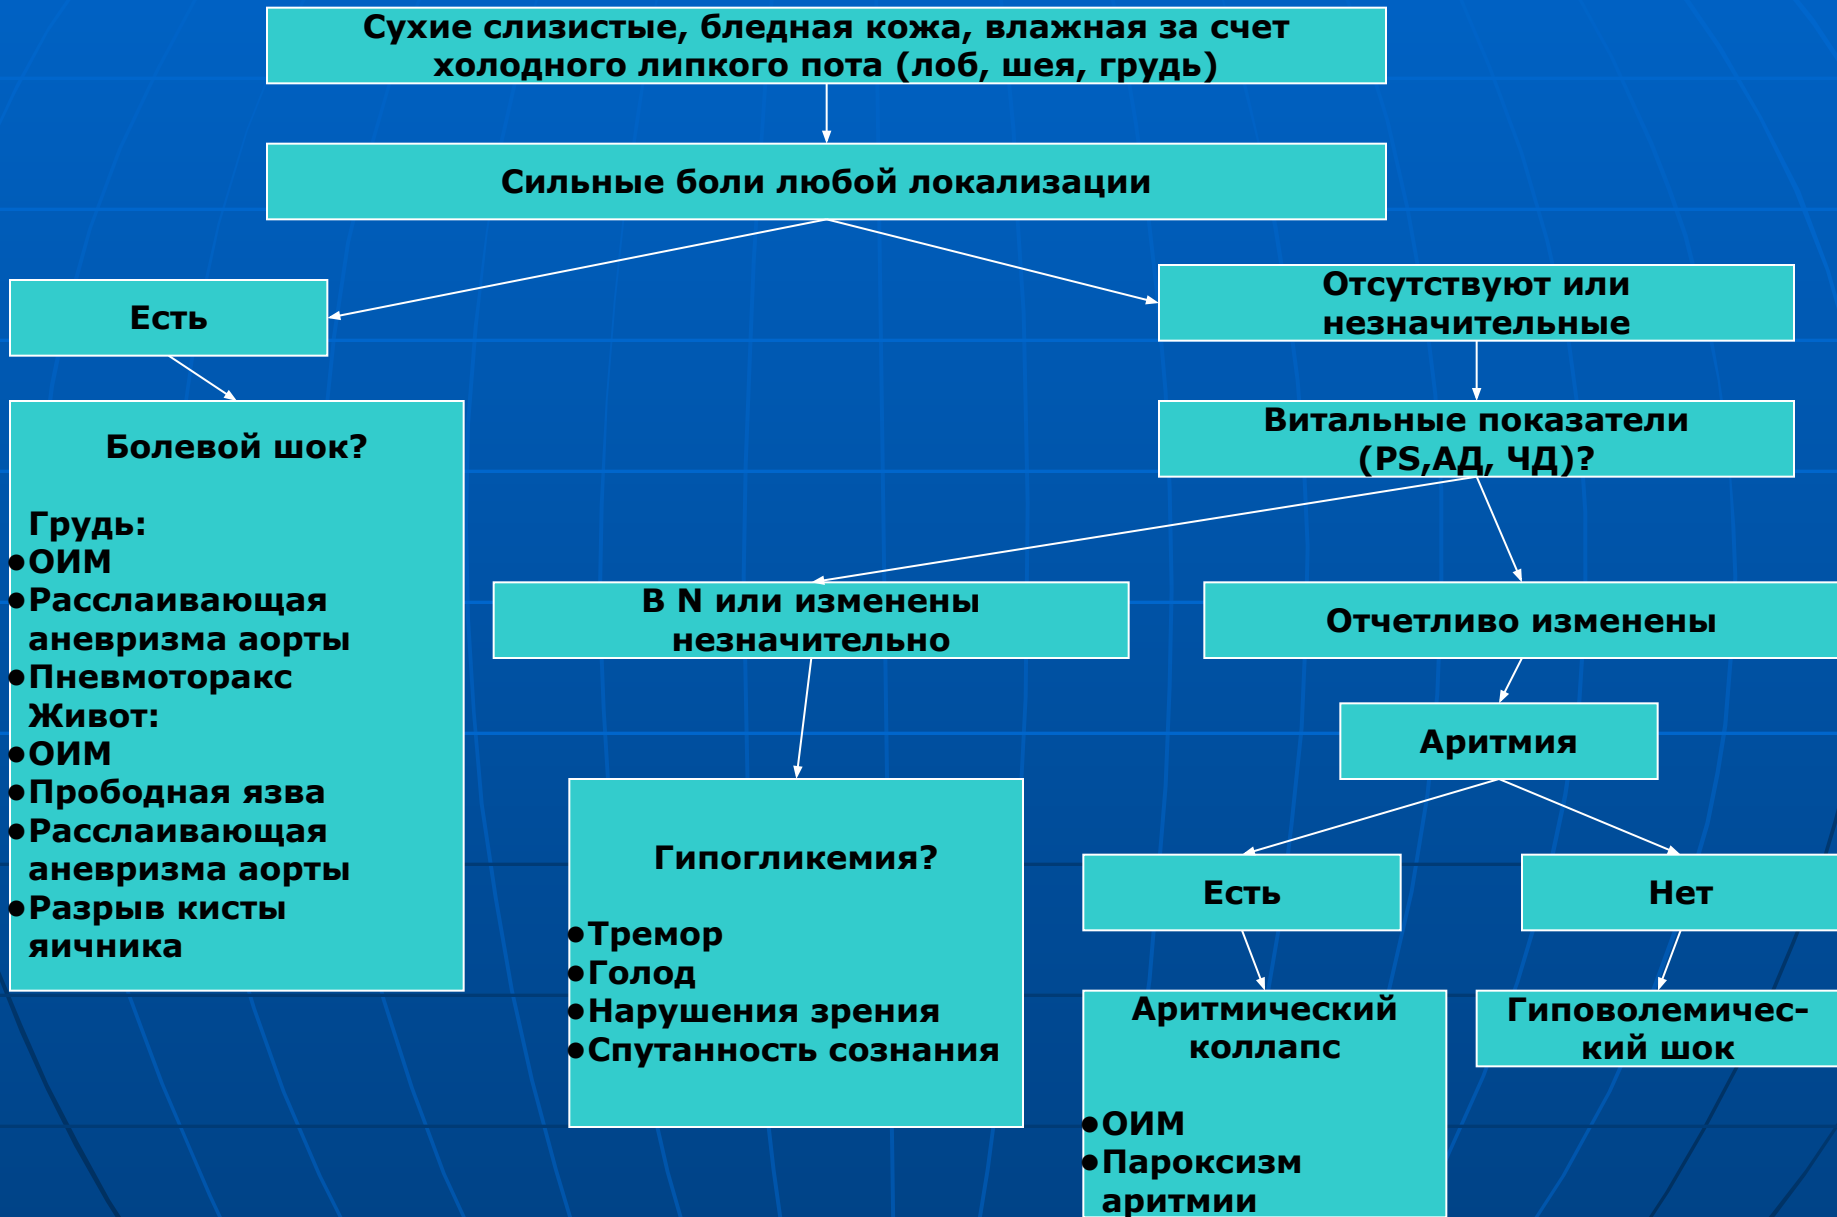 Сухие слизистые, бледная кожа, влажная за счет
холодного липкого пота (лоб, шея, грудь)
Сильные боли любой локализации
Есть
Отсутствуют или
незначительные
Болевой шок?
Грудь:
●ОИМ
●Расслаивающая
аневризма аорты
●Пневмоторакс
Живот:
●ОИМ
●Прободная язва
●Расслаивающая
аневризма аорты
●Разрыв кисты
яичника
Витальные показатели
(PS,АД, ЧД)?
В N или изменены
незначительно
Отчетливо изменены
Гипогликемия?
●Тремор
●Голод
●Нарушения зрения
●Спутанность сознания
Аритмия
Есть
Нет
Аритмический
коллапс
●ОИМ
●Пароксизм
аритмии
Гиповолемичес-
кий шок